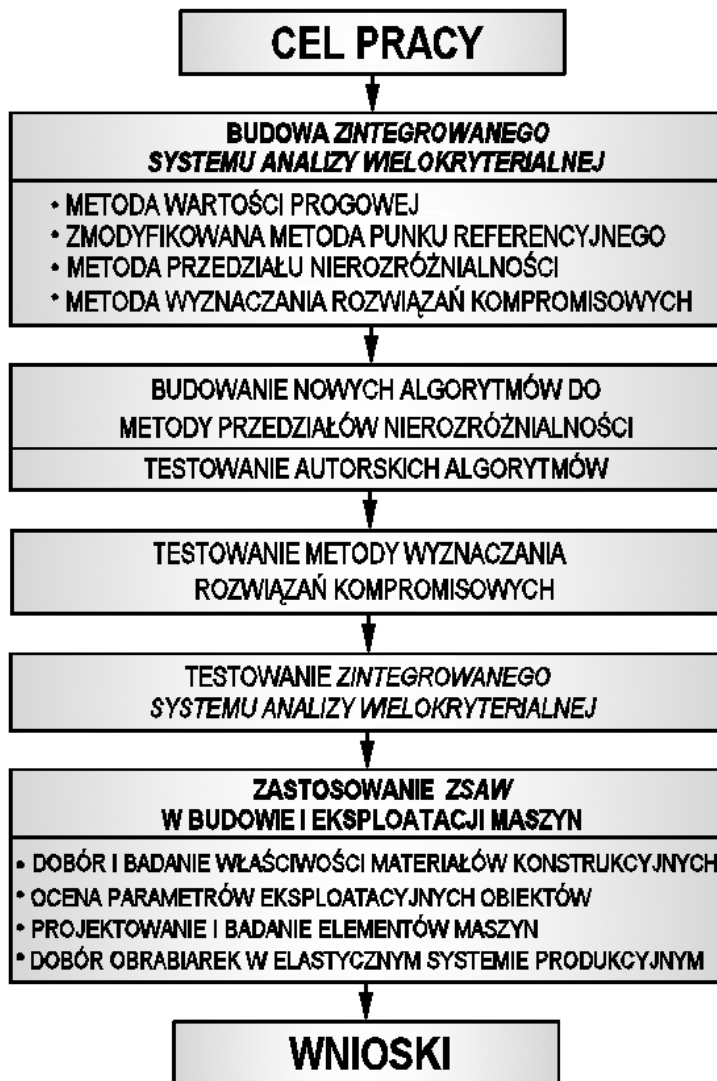 CEL PRACY
BUDOWA ZINTEGROWANEGO
SYSTEMU ANALIZY WIELOKRYTERIALNEJ
• METODA WARTOŚCI PROGOWEJ
• ZMODYFIKOWANA METODA PUNKU REFERENCYJNEGO
• METODA PRZEDZIAŁU NIEROZRÓŻNIALNOŚCI
• METODA WYZNACZANIA ROZWIĄZAŃ KOMPROMISOWYCH
BUDOWANIE NOWYCH ALGORYTMÓW DO
METODY PRZEDZIAŁÓW NIEROZRÓŻNIALNOŚCI
TESTOWANIE AUTORSKICH ALGORYTMÓW
TESTOWANIE METODY WYZNACZANIA
ROZWIĄZAŃ KOMPROMISOWYCH
TESTOWANIE ZINTEGROWANEGO
SYSTEMU ANALIZY WIELOKRYTERIALNEJ
ZASTOSOWANIE ZSAW
W BUDOWIE I EKSPLOATACJI MASZYN
• DOBÓR I BADANIE WŁAŚCIWOŚCI MATERIAŁÓW KONSTRUKCYJNYCH
• OCENA PARAMETRÓW EKSPLOATACYJNYCH OBIEKTÓW
• PROJEKTOWANIE I BADANIE ELEMENTÓW MASZYN
• DOBÓR OBRABIAREK W ELASTYCZNYM SYSTEMIE PRODUKCYJNYM
WNIOSKI